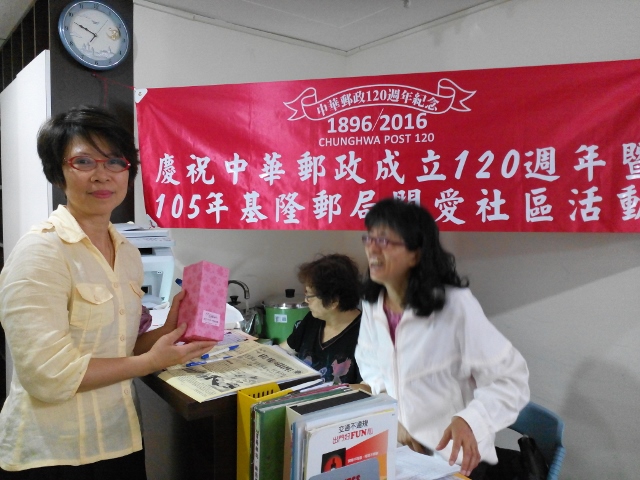 中華郵政120週年紀念
1896/2016
CHUNGHWA POST 120
慶祝中華郵政成立120週年暨
105年基隆郵局關愛社區活動
交通不違規
出門好FUN心